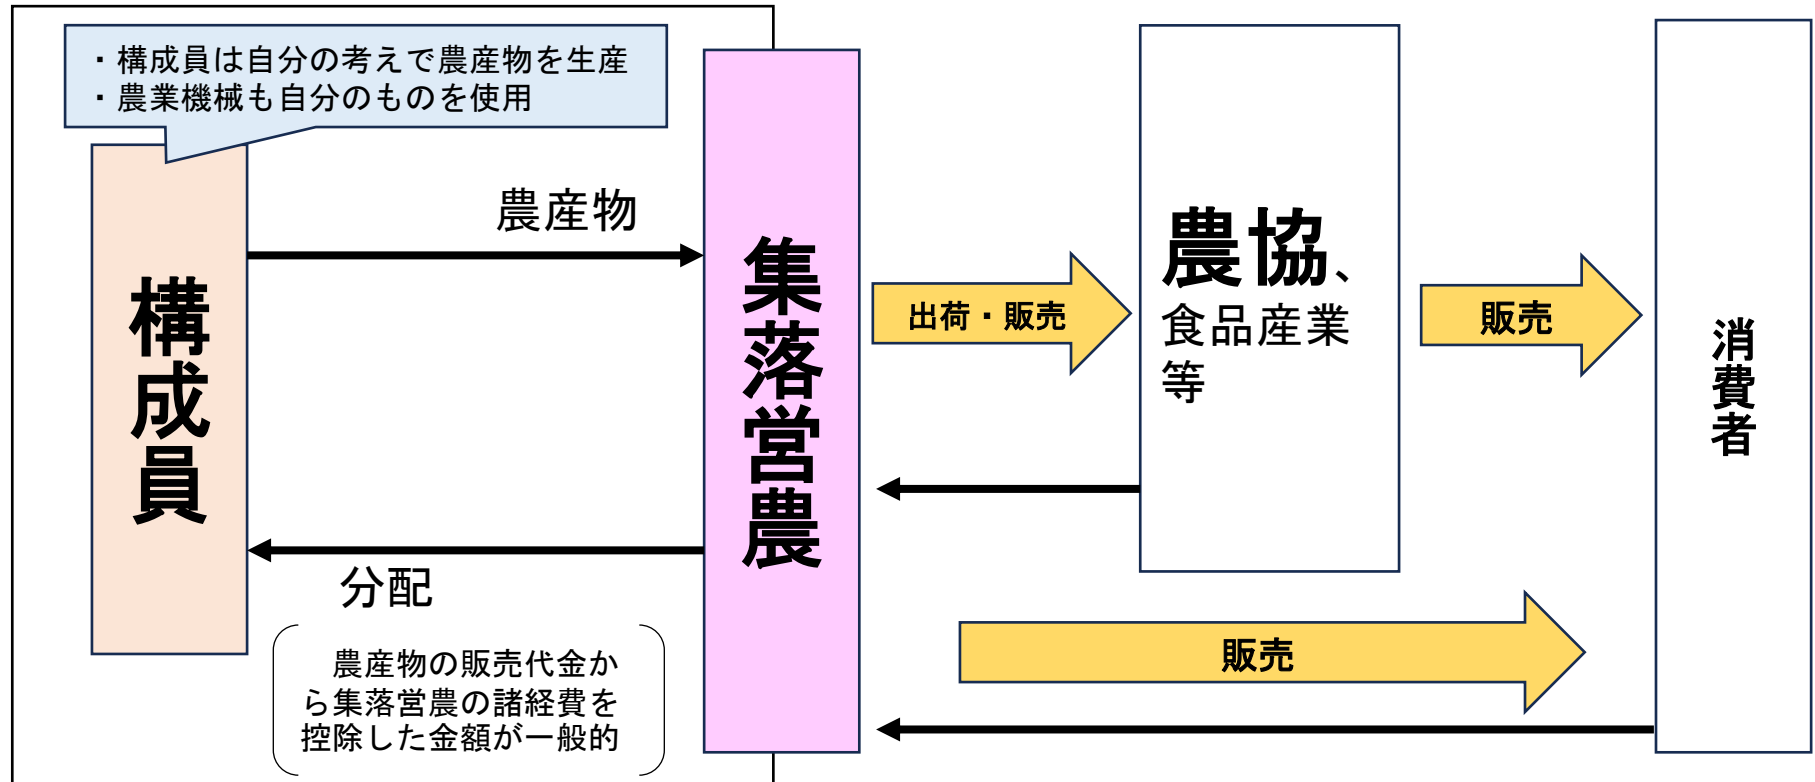 ・構成員は自分の考えで農産物を生産
・農業機械も自分のものを使用
構成員
農産物
分配
農産物の販売代金か
ら集落営農の諸経費を
控除した金額が一般的
集落営農
出荷・販売
農協、
食品産業
等
販売
販売
消費者